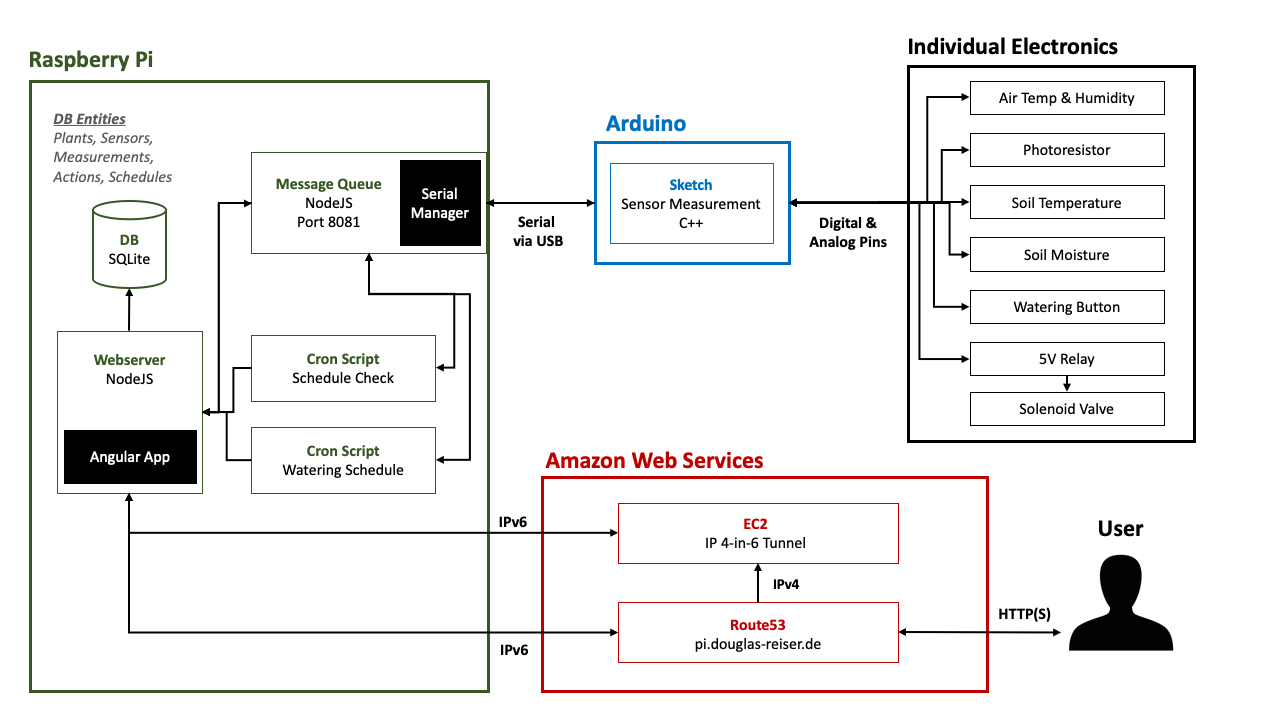 Raspberry Pi
DB Entities
Plants, Sensors,
Measurements,
Actions, Schedules
DB
SQLite
Message Queue
NodeJS
Port 8081
Serial
Manager
Webserver
NodeJS
Angular App
Cron Script
Schedule Check
Cron Script
Watering Schedule
Serial
via USB
Arduino
Sketch
Sensor Measurement
C++
Digital &
Analog Pins
Individual Electronics
Air Temp & Humidity
Photoresistor
Soil Temperature
Soil Moisture
Watering Button
5V Relay
Solenoid Valve
Amazon Web Services
IPv6
EC2
IP 4-in-6 Tunnel
IPv4
Route53
pi.douglas-reiser.de
IPv6
HTTP(S)
User